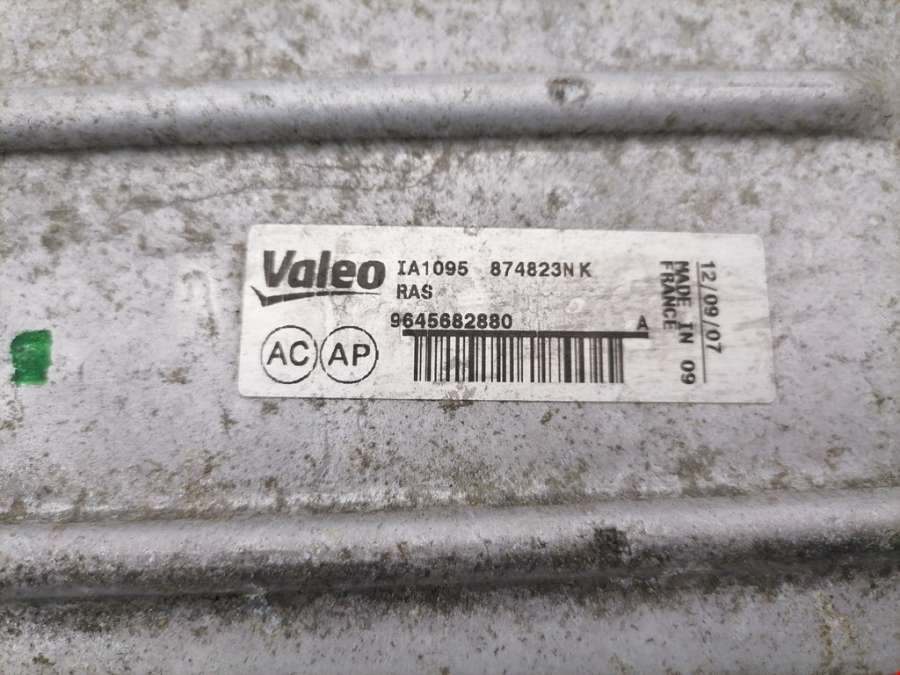 Valeo IA1095 874823N K
RAS
9645682880 A
AC AP
12/09/07
MADE IN 09
FRANCE